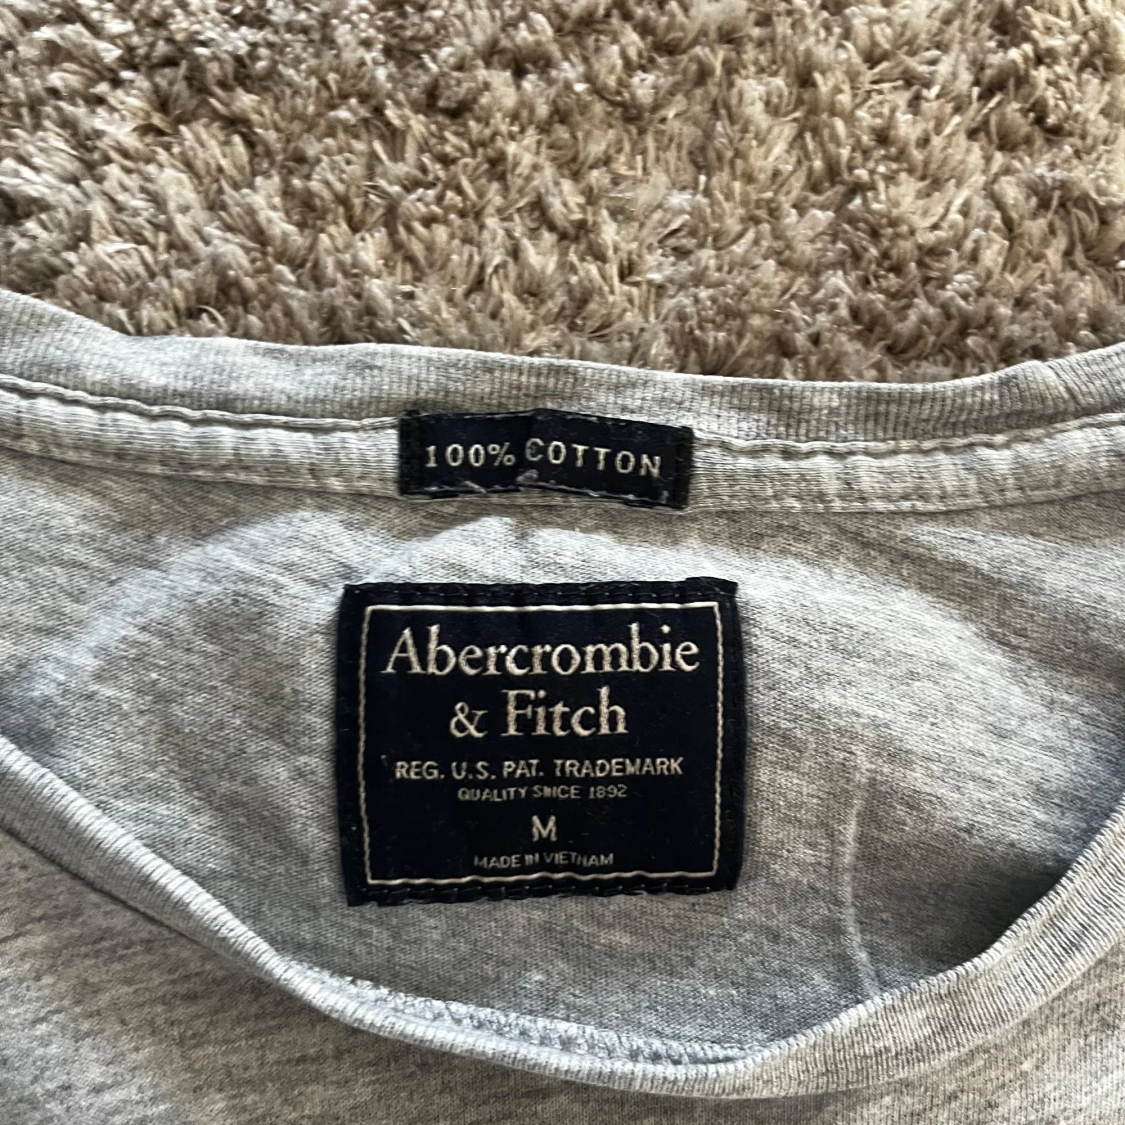 100% COTTON
Abercrombie
& Fitch
REG. U.S. PAT. TRADEMARK
QUALITY SINCE 1892
M
MADE IN VIETNAM